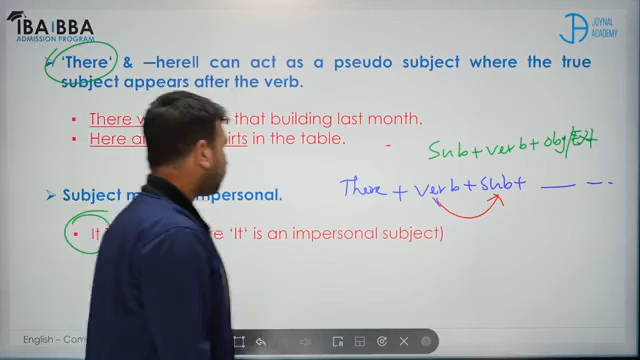 IBA|BBA
ADMISSION PROGRAM
JOYNAL
ACADEMY
'There' & ―herell can act as a pseudo subject where the true
subject appears after the verb.
There that building last month.
Here in the table.
Sub+verb+obj/Ext
There + verb + Sub+ ___ -- .
Subject impersonal.
It 'It' is an impersonal subject)
English –